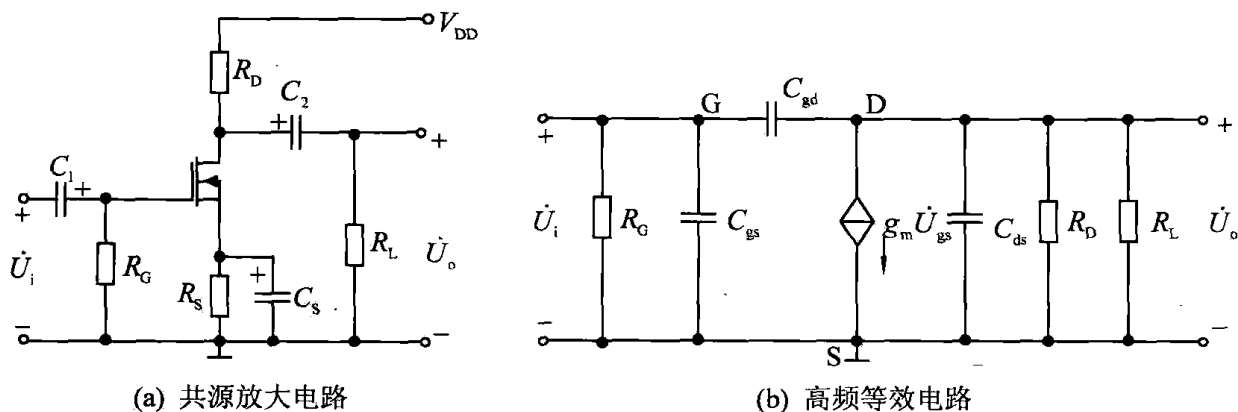 V_DD
R_D
C_2
+
+
C_1
+
+
U̇_i
R_G
R_S
+
C_S
R_L
U̇_o
−
−
(a) 共源放大电路
G
C_gd
D
+
+
U̇_i
R_G
C_gs
g_m U̇_gs
C_ds
R_D
R_L
U̇_o
−
−
S
(b) 高频等效电路